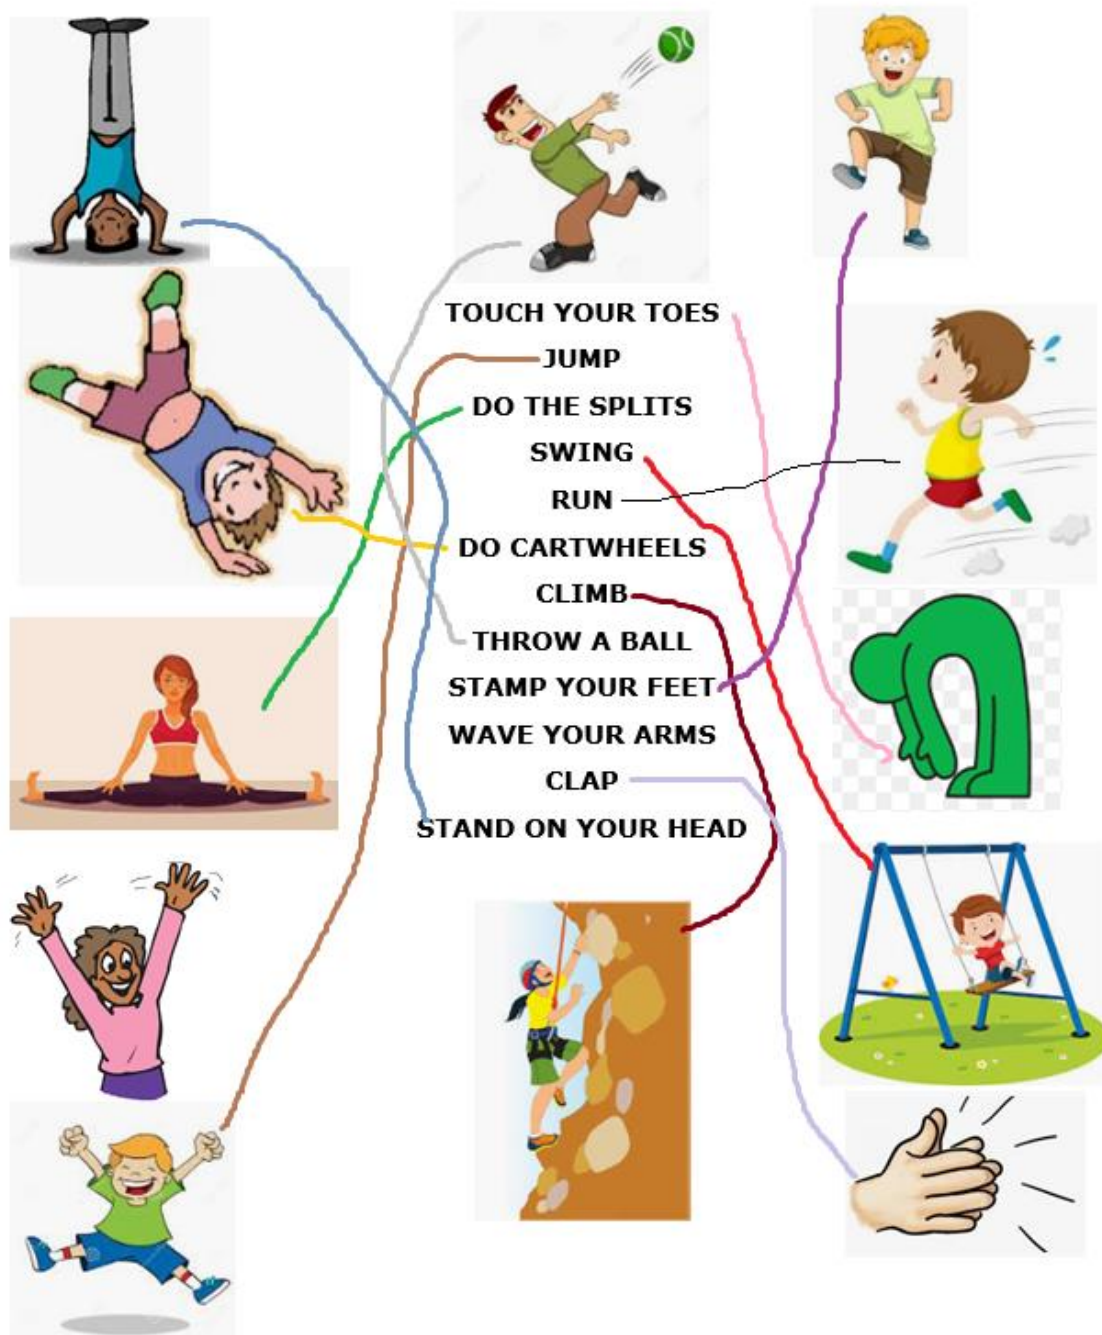 TOUCH YOUR TOES
JUMP
DO THE SPLITS
SWING
RUN
DO CARTWHEELS
CLIMB
THROW A BALL
STAMP YOUR FEET
WAVE YOUR ARMS
CLAP
STAND ON YOUR HEAD